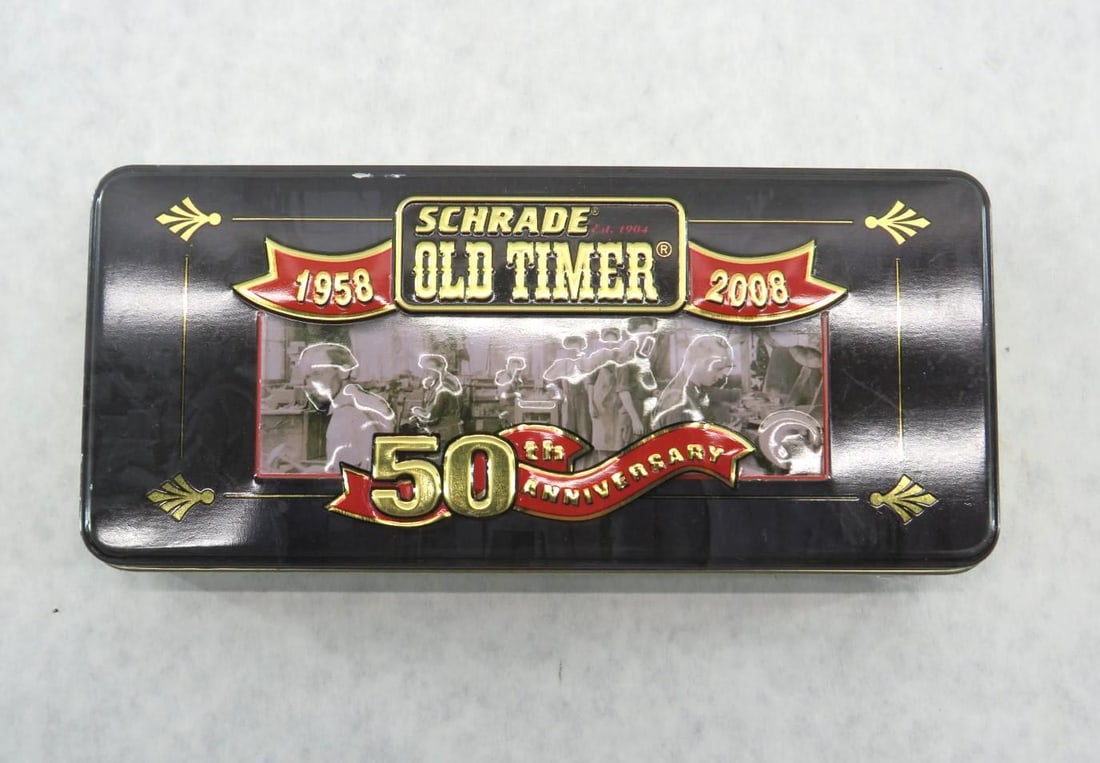 SCHRADE®
Est. 1904
OLD TIMER®
1958
2008
50th
ANNIVERSARY